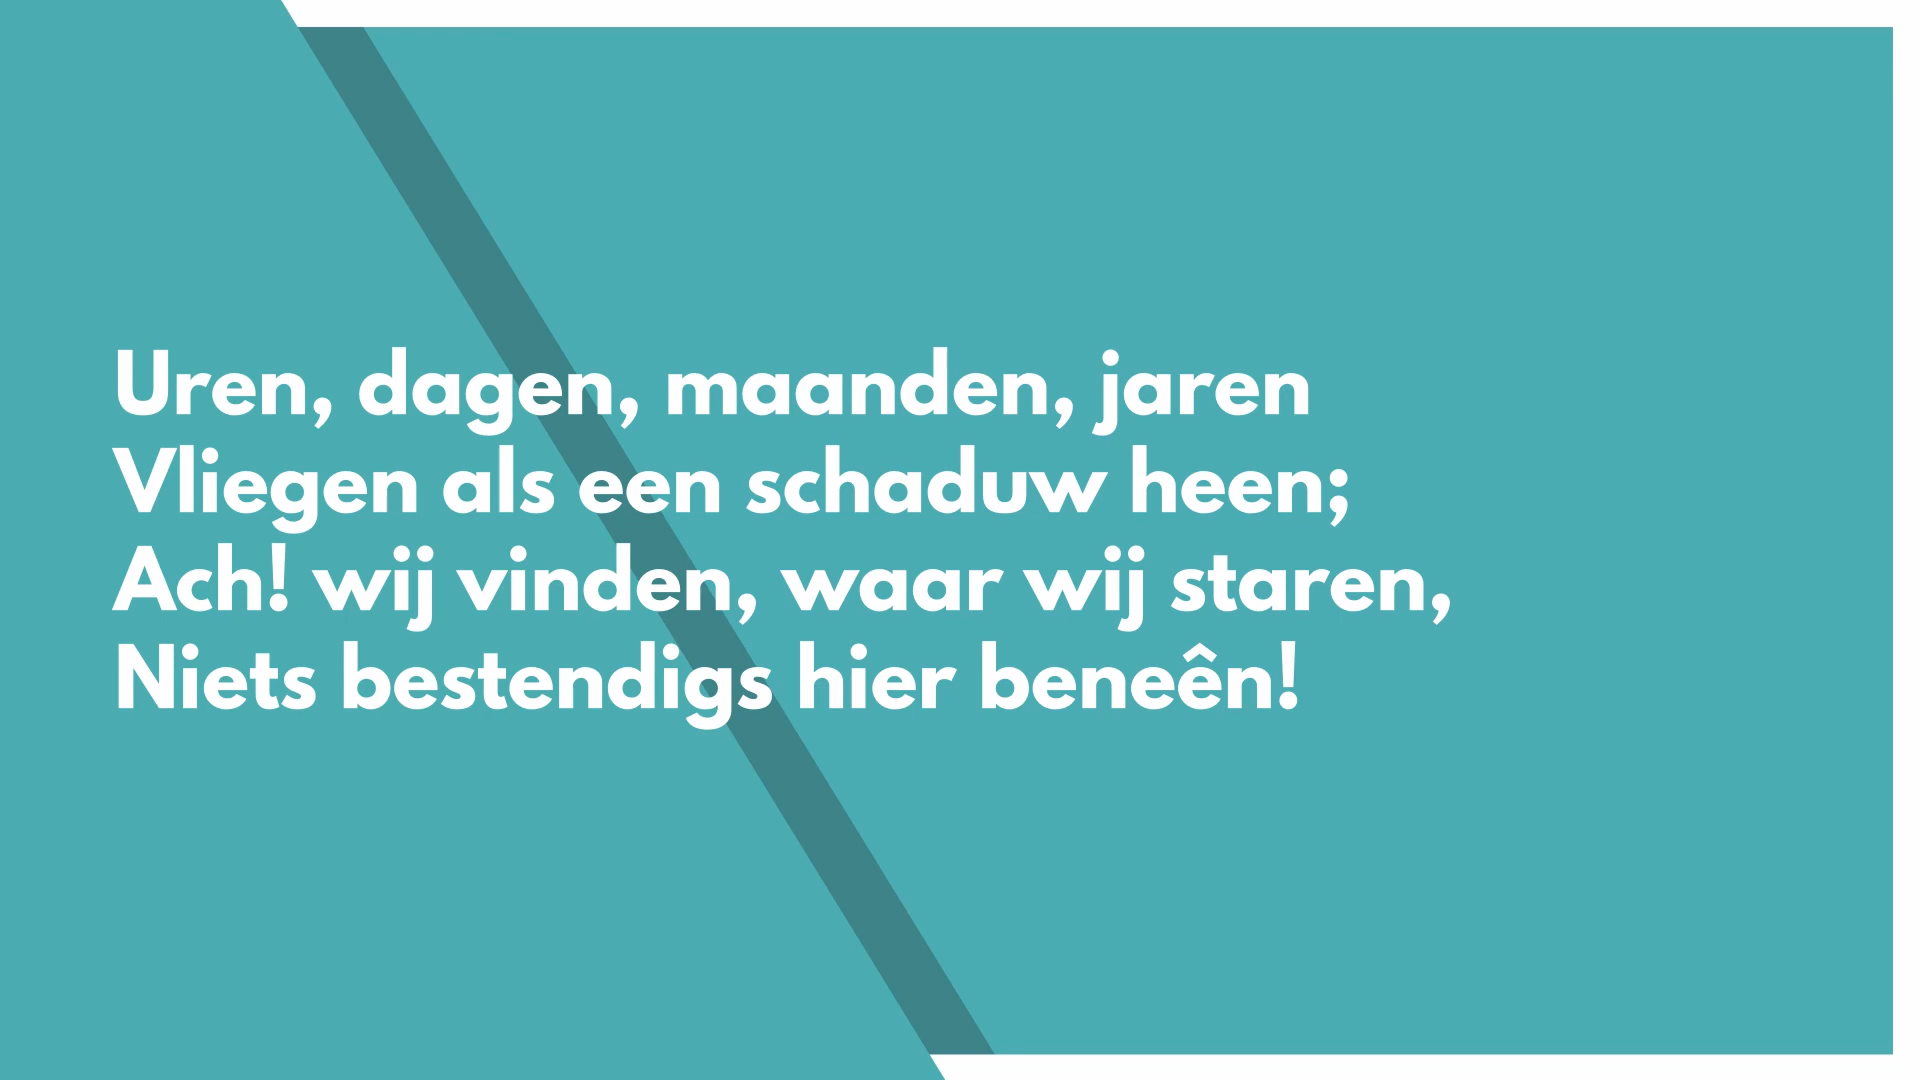 Uren, dagen, maanden, jaren
Vliegen als een schaduw heen;
Ach! wij vinden, waar wij staren,
Niets bestendigs hier beneên!